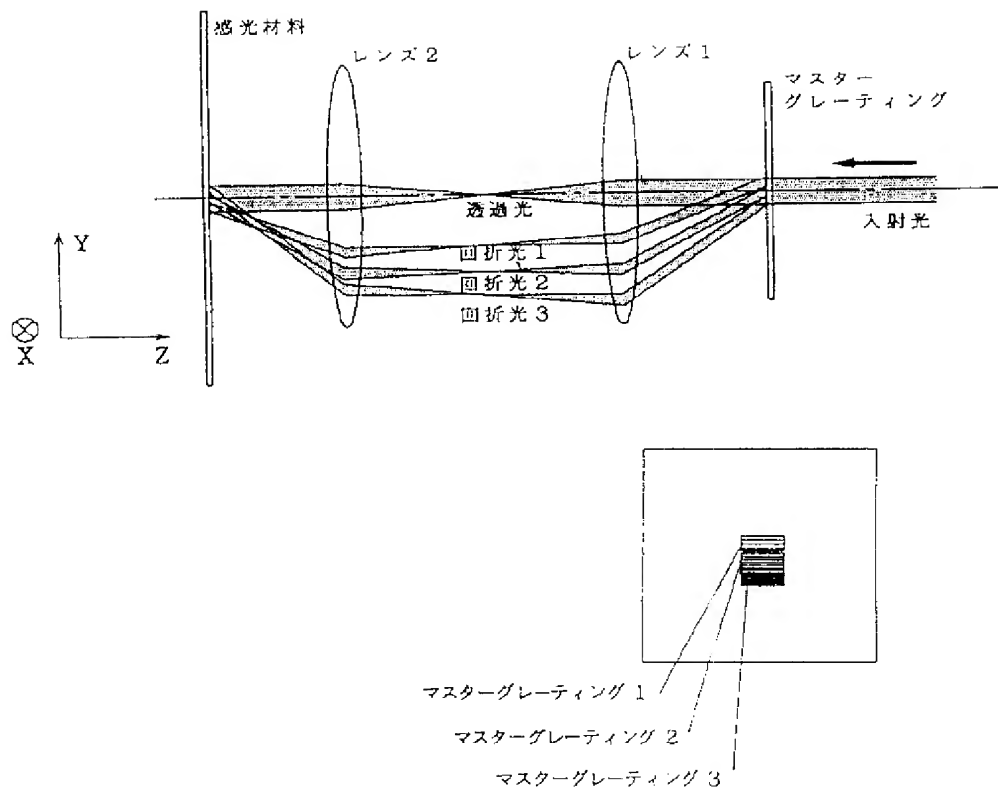 感光材料
レンズ2
レンズ1
マスター
グレーティング
透過光
入射光
回折光1
回折光2
回折光3
Y
X
Z
マスターグレーティング 1
マスターグレーティング 2
マスターグレーティング 3